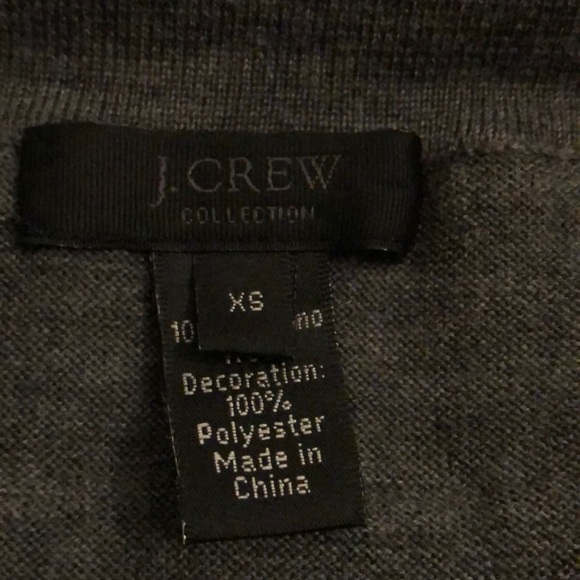 J.CREW
COLLECTION
XS
Decoration:
100%
Polyester
Made in
China